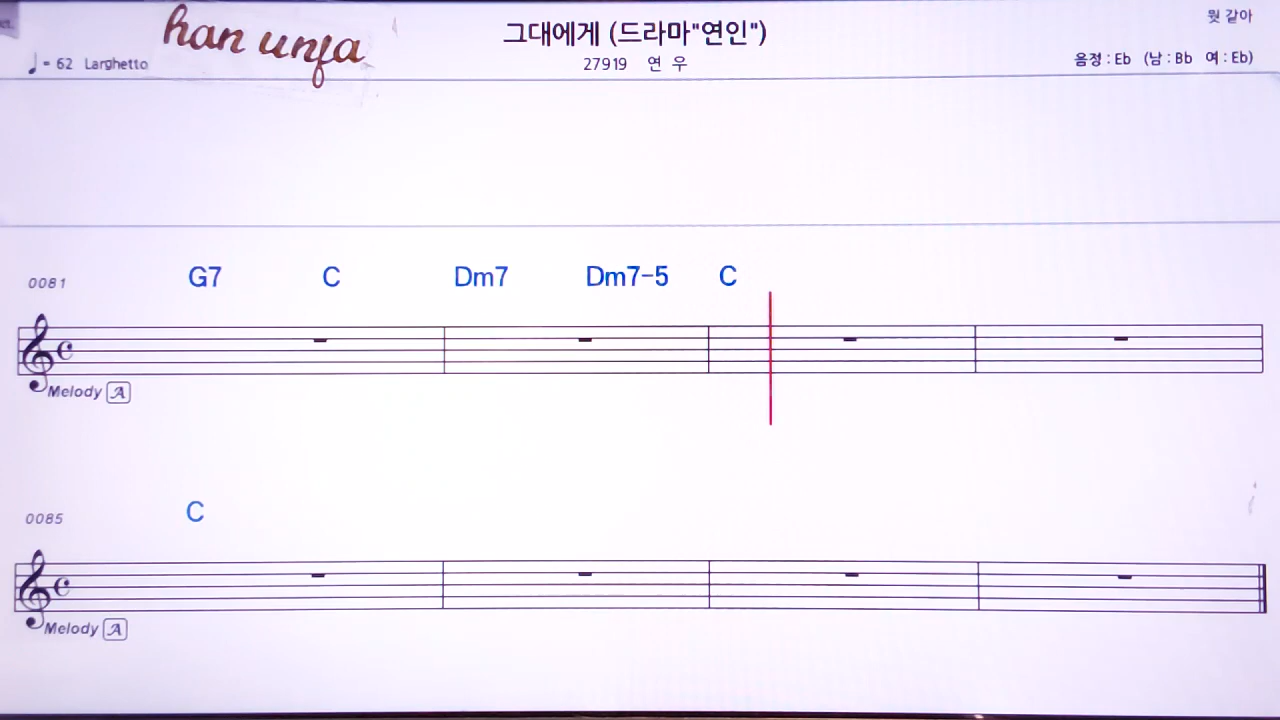 han unja
그대에게 (드라마"연인")
뭣 같아
♩= 62 Larghetto
27919 연 우
음정 : Eb (남 : Bb 여 : Eb)
0081 G7 C Dm7 Dm7-5 C
Melody A
0085 C
Melody A